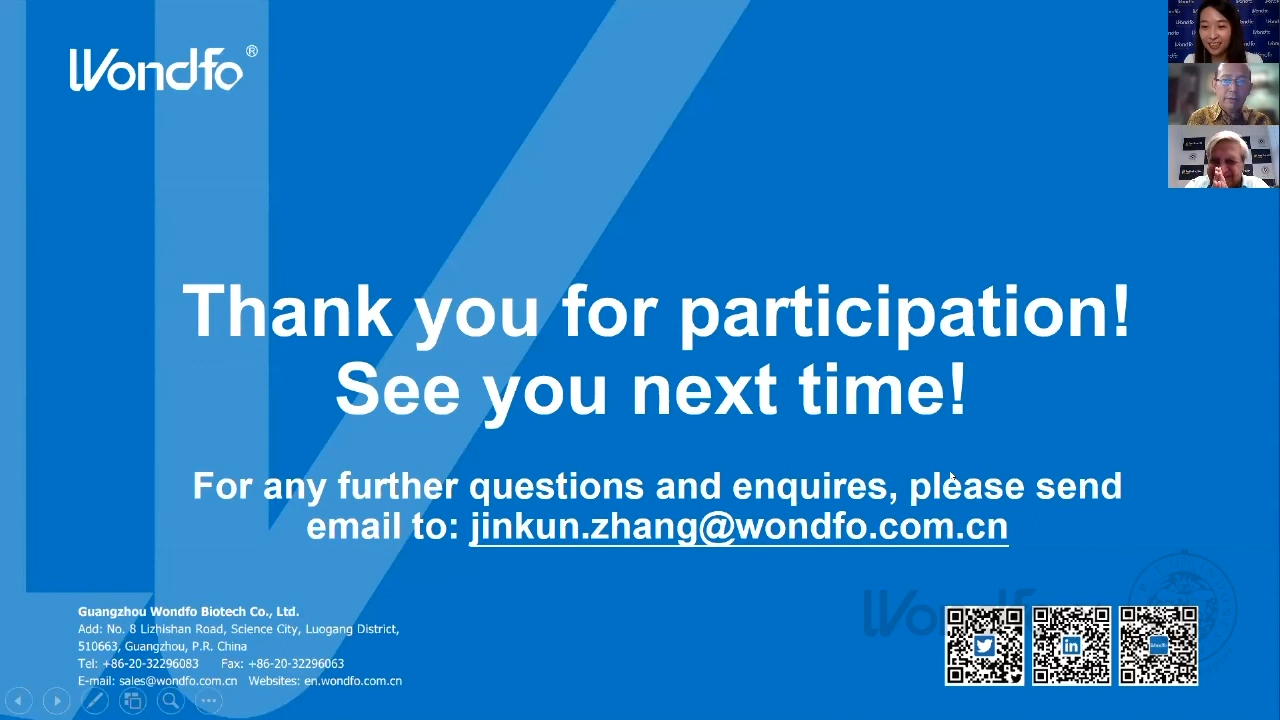 Wondfo®
Thank you for participation!
See you next time!
For any further questions and enquires, please send
email to: jinkun.zhang@wondfo.com.cn
Guangzhou Wondfo Biotech Co., Ltd.
Add: No. 8 Lizhishan Road, Science City, Luogang District,
510663, Guangzhou, P.R. China
Tel: +86-20-32296083 Fax: +86-20-32296063
E-mail: sales@wondfo.com.cn Websites: en.wondfo.com.cn
Wondfo
in